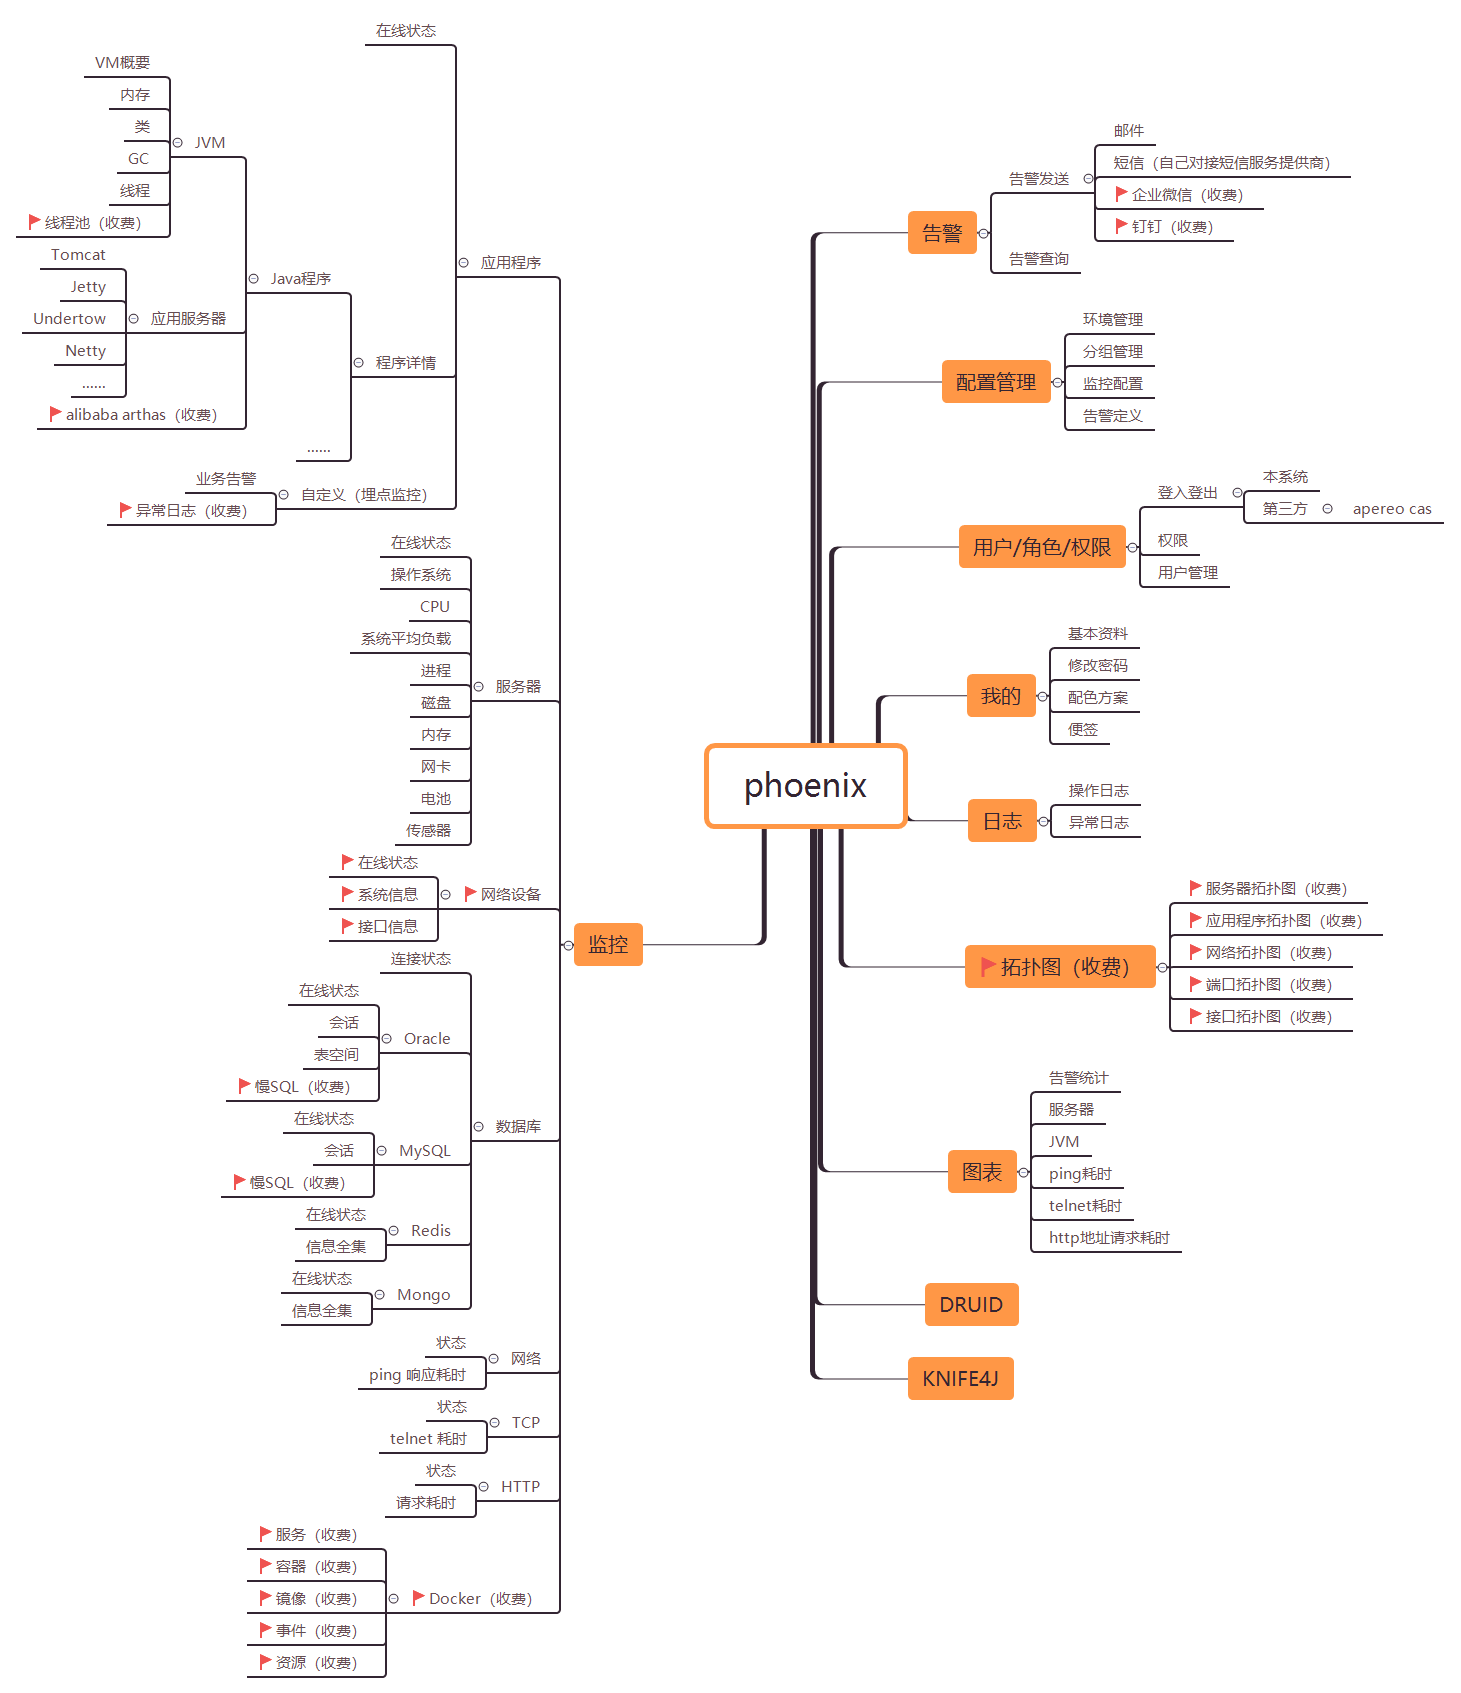 phoenix
监控
应用程序
在线状态
程序详情
Java程序
JVM
VM概要
内存
类
GC
线程
线程池（收费）
应用服务器
Tomcat
Jetty
Undertow
Netty
......
alibaba arthas（收费）
......
自定义（埋点监控）
业务告警
异常日志（收费）
服务器
在线状态
操作系统
CPU
系统平均负载
进程
磁盘
内存
网卡
电池
传感器
网络设备
在线状态
系统信息
接口信息
数据库
连接状态
Oracle
在线状态
会话
表空间
慢SQL（收费）
MySQL
在线状态
会话
慢SQL（收费）
Redis
在线状态
信息全集
Mongo
在线状态
信息全集
网络
状态
ping 响应耗时
TCP
状态
telnet 耗时
HTTP
状态
请求耗时
Docker（收费）
服务（收费）
容器（收费）
镜像（收费）
事件（收费）
资源（收费）
告警
告警发送
邮件
短信（自己对接短信服务提供商）
企业微信（收费）
钉钉（收费）
告警查询
配置管理
环境管理
分组管理
监控配置
告警定义
用户/角色/权限
登入登出
本系统
第三方
apereo cas
权限
用户管理
我的
基本资料
修改密码
配色方案
便签
日志
操作日志
异常日志
拓扑图（收费）
服务器拓扑图（收费）
应用程序拓扑图（收费）
网络拓扑图（收费）
端口拓扑图（收费）
接口拓扑图（收费）
图表
告警统计
服务器
JVM
ping耗时
telnet耗时
http地址请求耗时
DRUID
KNIFE4J